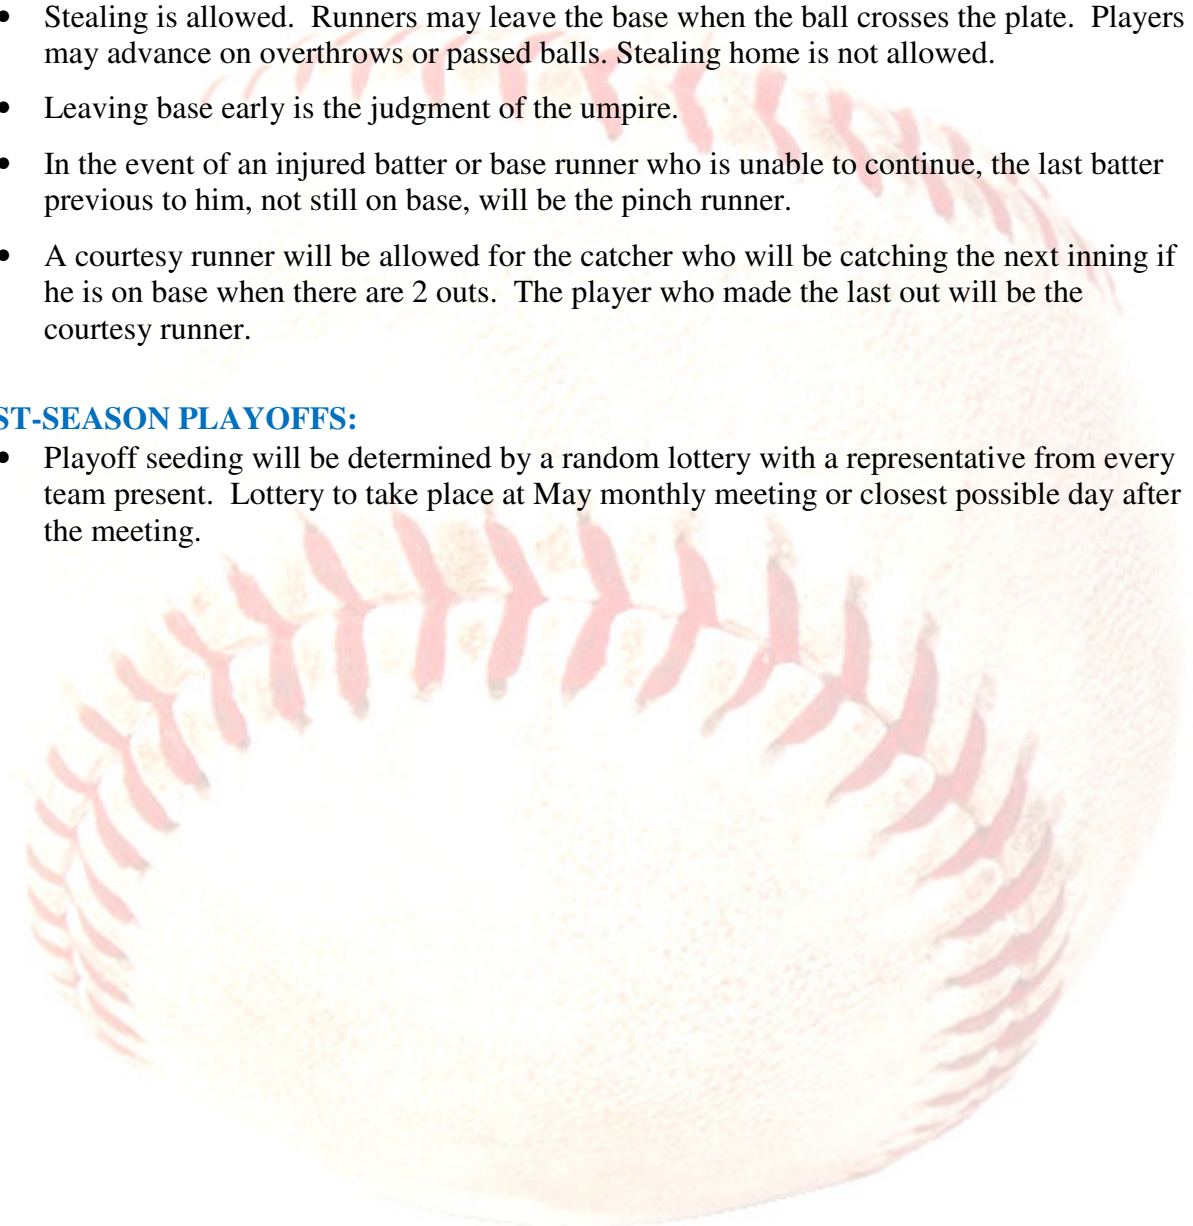 • Stealing is allowed.  Runners may leave the base when the ball crosses the plate.  Players
may advance on overthrows or passed balls. Stealing home is not allowed.
• Leaving base early is the judgment of the umpire.
• In the event of an injured batter or base runner who is unable to continue, the last batter
previous to him, not still on base, will be the pinch runner.
• A courtesy runner will be allowed for the catcher who will be catching the next inning if
he is on base when there are 2 outs.  The player who made the last out will be the
courtesy runner.
ST-SEASON PLAYOFFS:
• Playoff seeding will be determined by a random lottery with a representative from every
team present.  Lottery to take place at May monthly meeting or closest possible day after
the meeting.